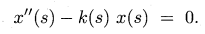 x''(s) − k(s) x(s) = 0.